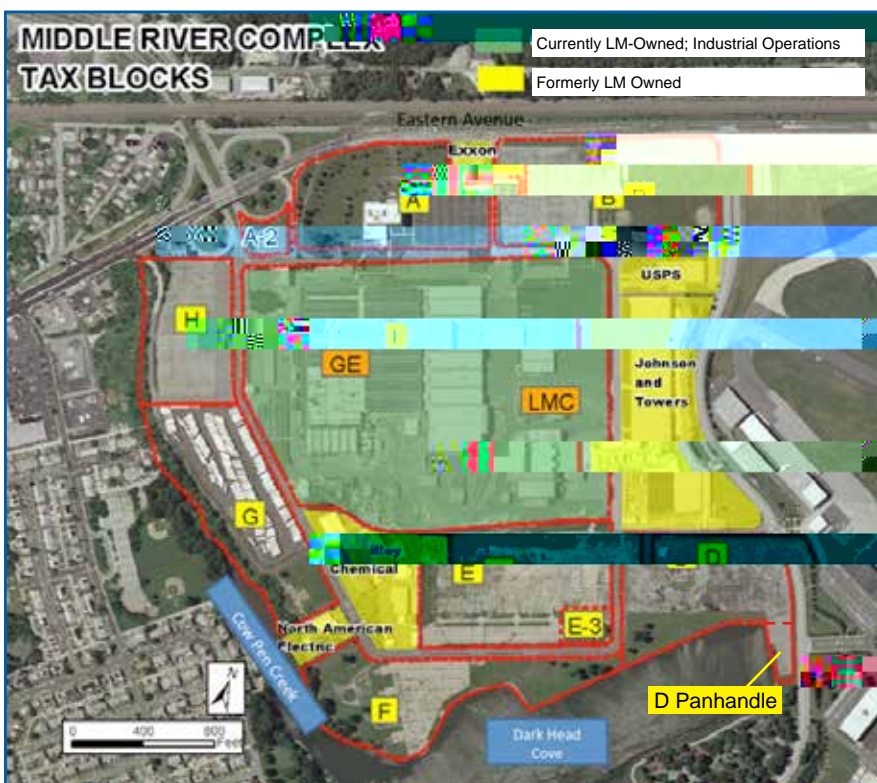 MIDDLE RIVER COMPLEX
TAX BLOCKS
Currently LM-Owned; Industrial Operations
Formerly LM Owned
Eastern Avenue
Exxon
A
B
A-2
USPS
H
I
GE
LMC
Johnson
and
Towers
G
Chemical
E
D
North American
Electric
E-3
Cow Pen Creek
F
D Panhandle
Dark Head
Cove
N
0 400 800
Feet